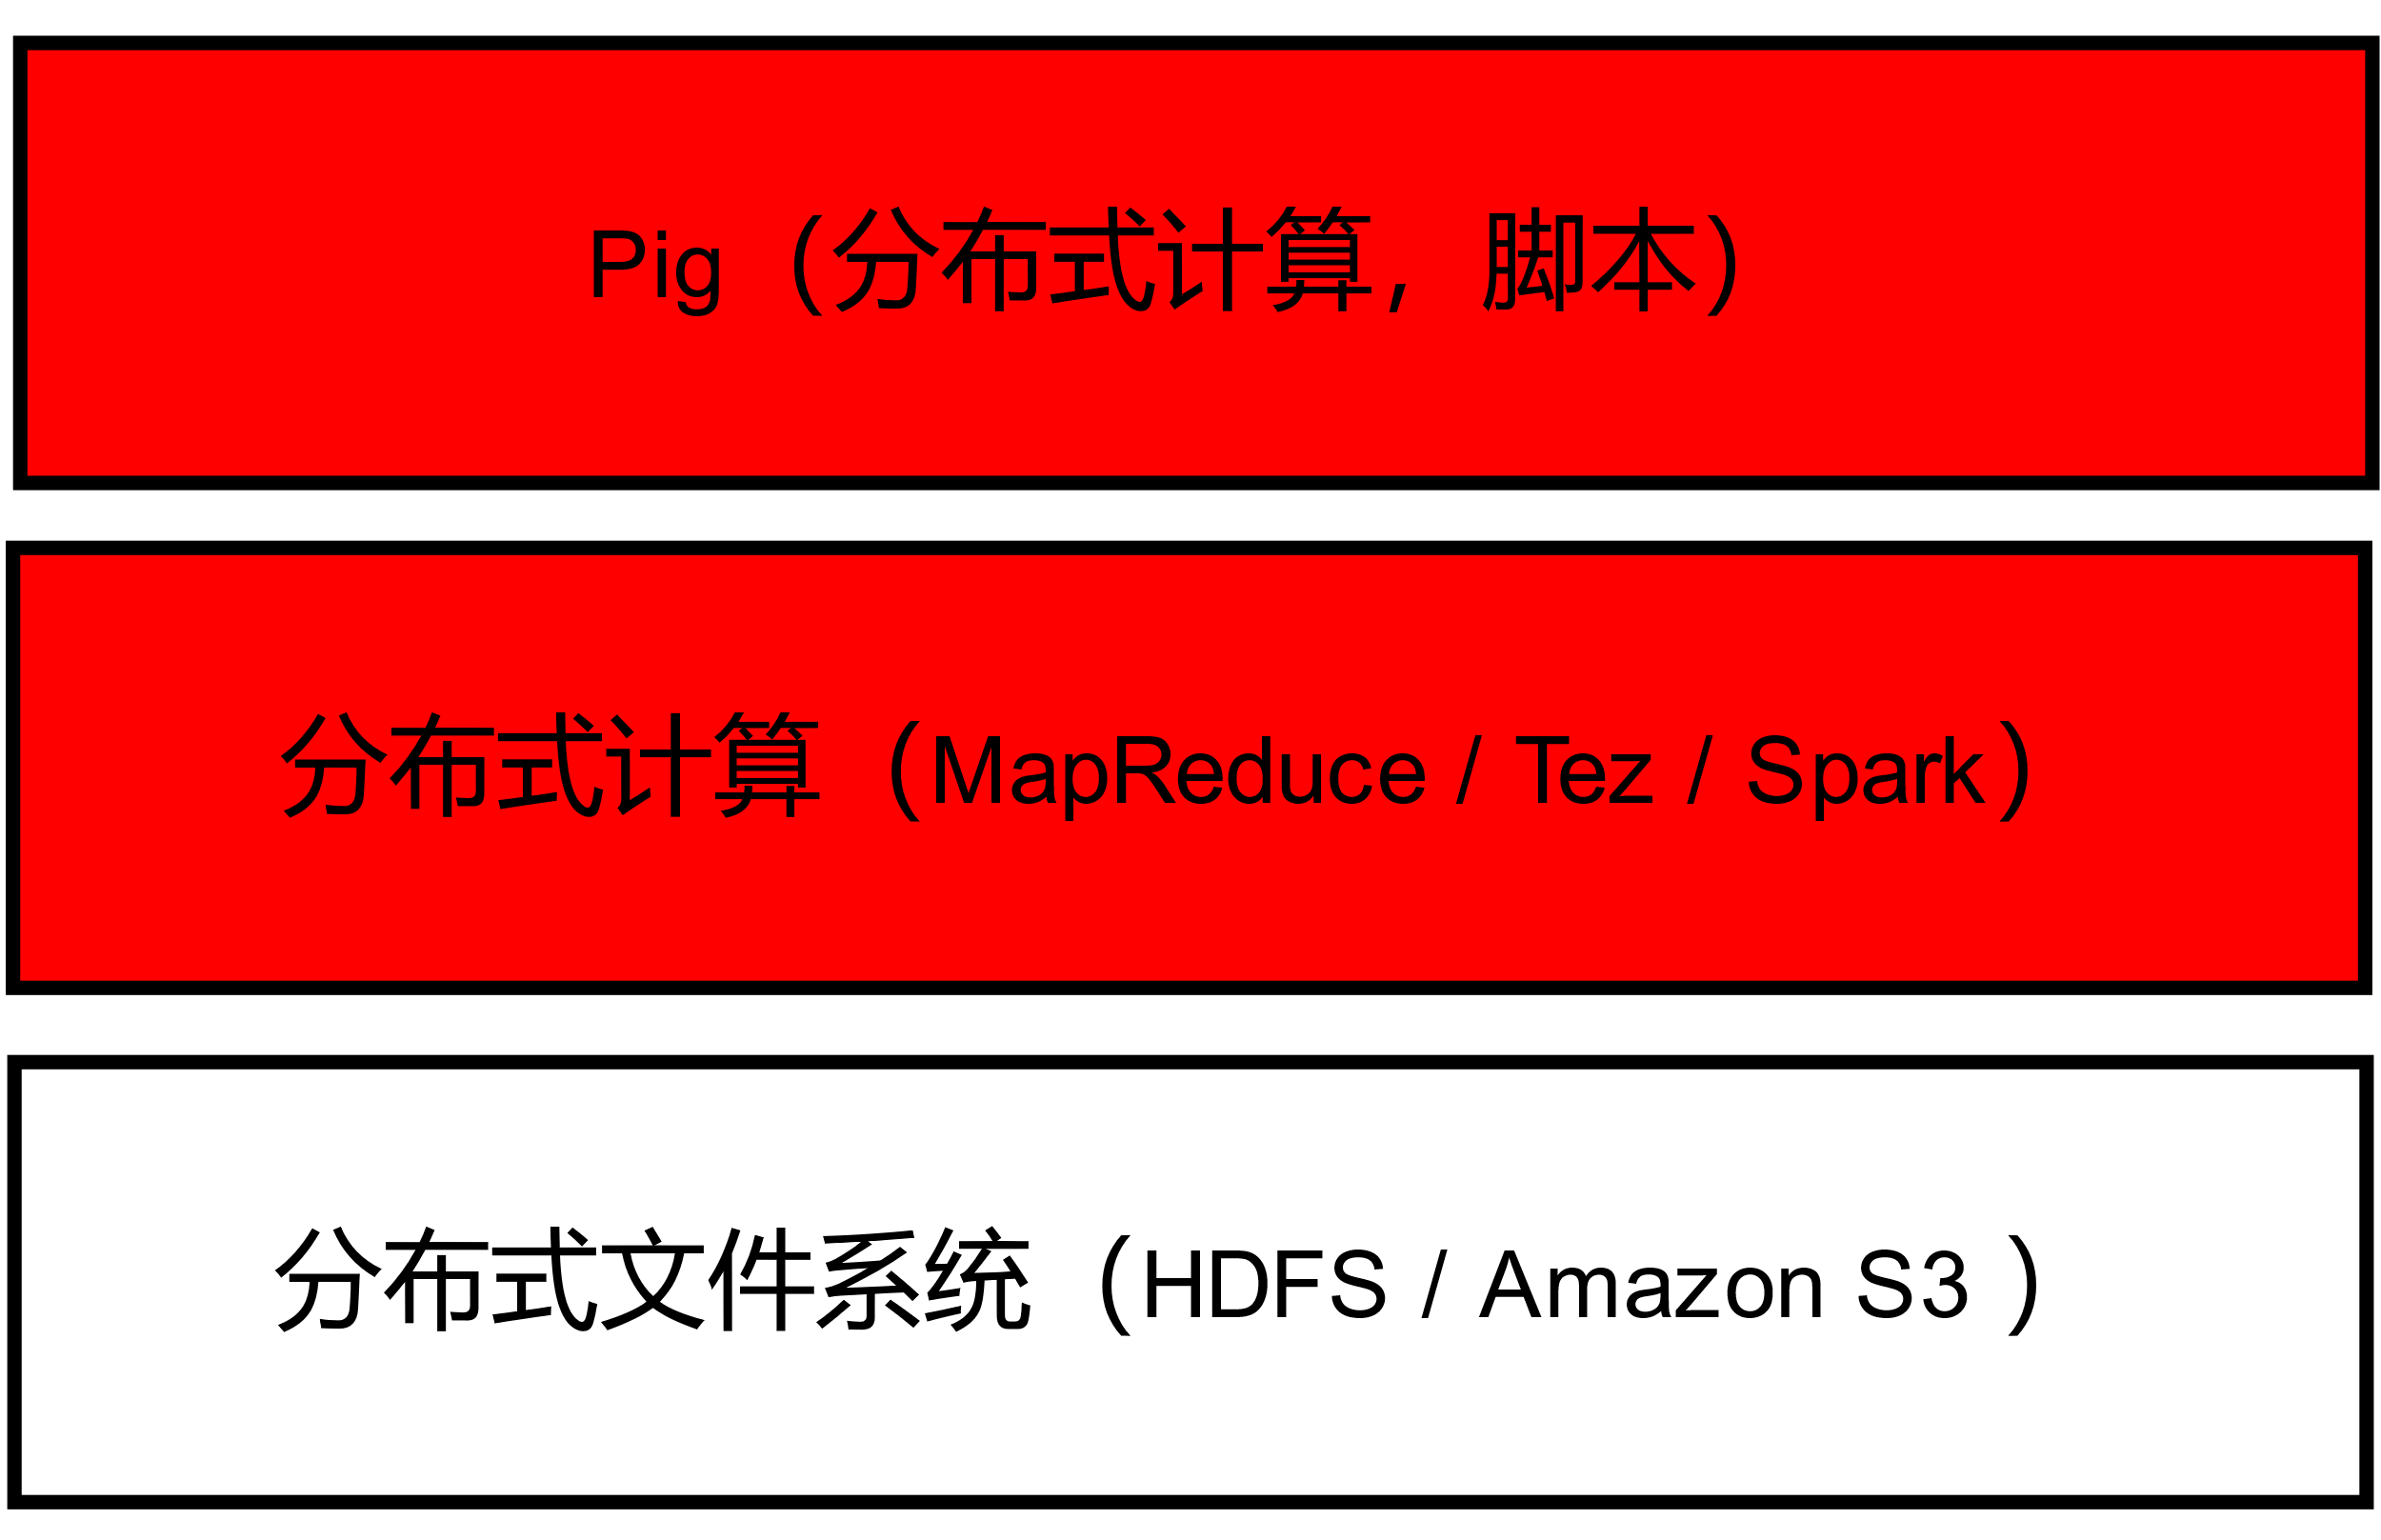 Pig (分布式计算, 脚本)
分布式计算 (MapReduce / Tez / Spark)
分布式文件系统 (HDFS / Amazon S3 )